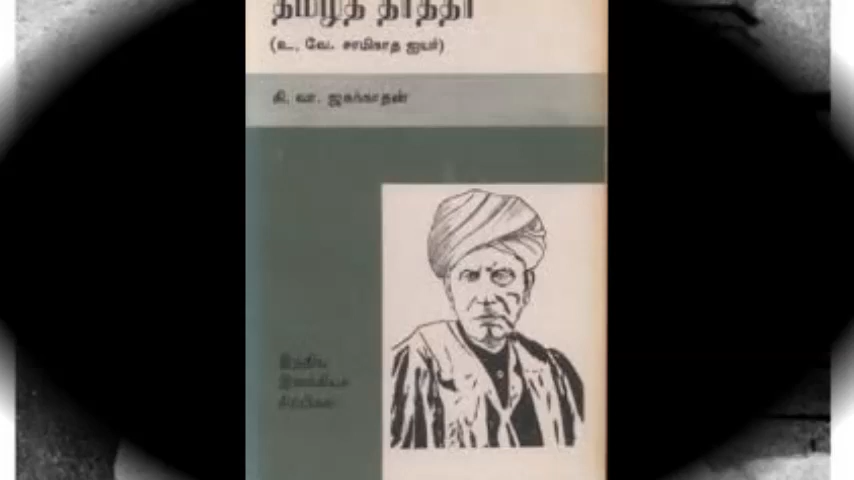 தமிழ்த் தாத்தா
(உ. வே. சாமிநாத ஐயர்)
கி. வா. ஜகந்நாதன்
இந்திய
இலக்கியச்
சிற்பிகள்